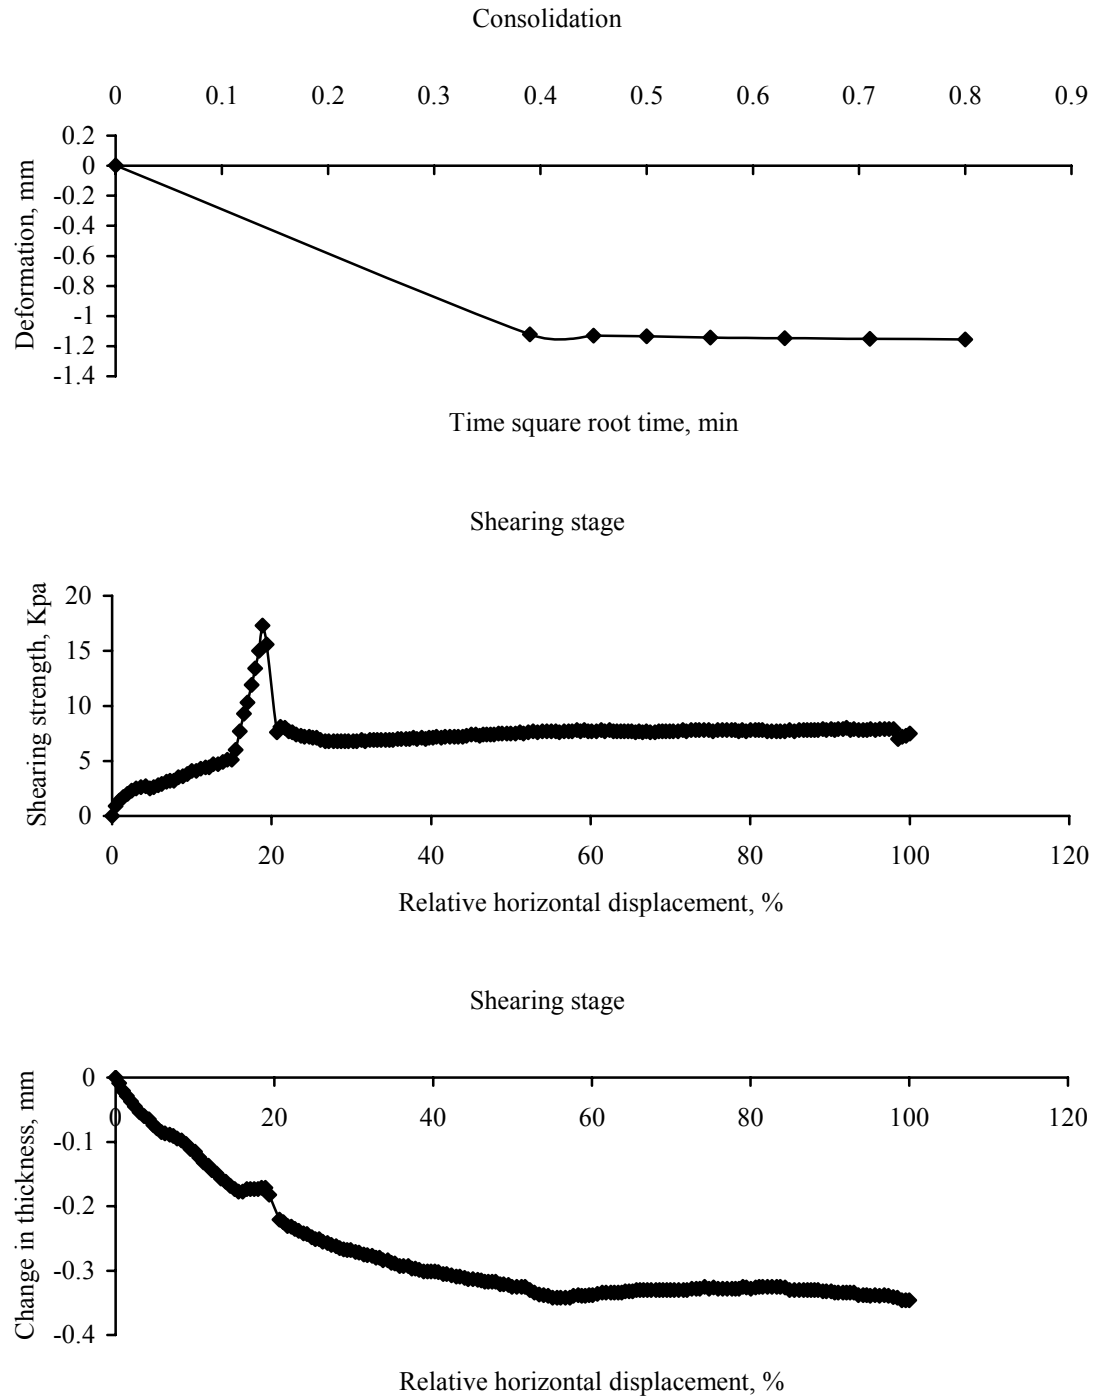 Consolidation
0 0.1 0.2 0.3 0.4 0.5 0.6 0.7 0.8 0.9
0.2
0
-0.2
-0.4
-0.6
-0.8
-1
-1.2
-1.4
Deformation, mm
Time square root time, min
Shearing stage
20
15
10
5
0
Shearing strength, Kpa
0 20 40 60 80 100 120
Relative horizontal displacement, %
Shearing stage
0
-0.1
-0.2
-0.3
-0.4
Change in thickness, mm
0 20 40 60 80 100 120
Relative horizontal displacement, %